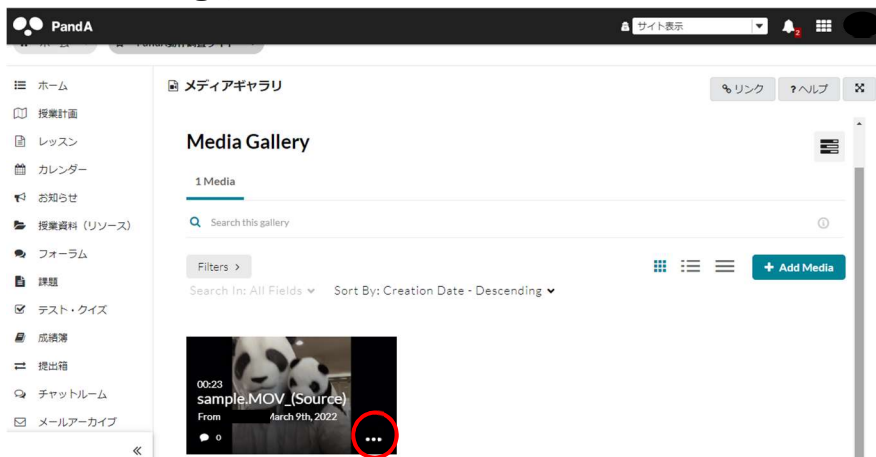 PandA
サイト表示
2
メディアギャラリ
リンク
? ヘルプ
ホーム
授業計画
レッスン
カレンダー
お知らせ
授業資料（リソース）
フォーラム
課題
テスト・クイズ
成績簿
提出箱
チャットルーム
メールアーカイブ
«
Media Gallery
1 Media
Search this gallery
Filters >
+ Add Media
Search In: All Fields
Sort By: Creation Date - Descending
00:23
sample.MOV_(Source)
From March 9th, 2022
0